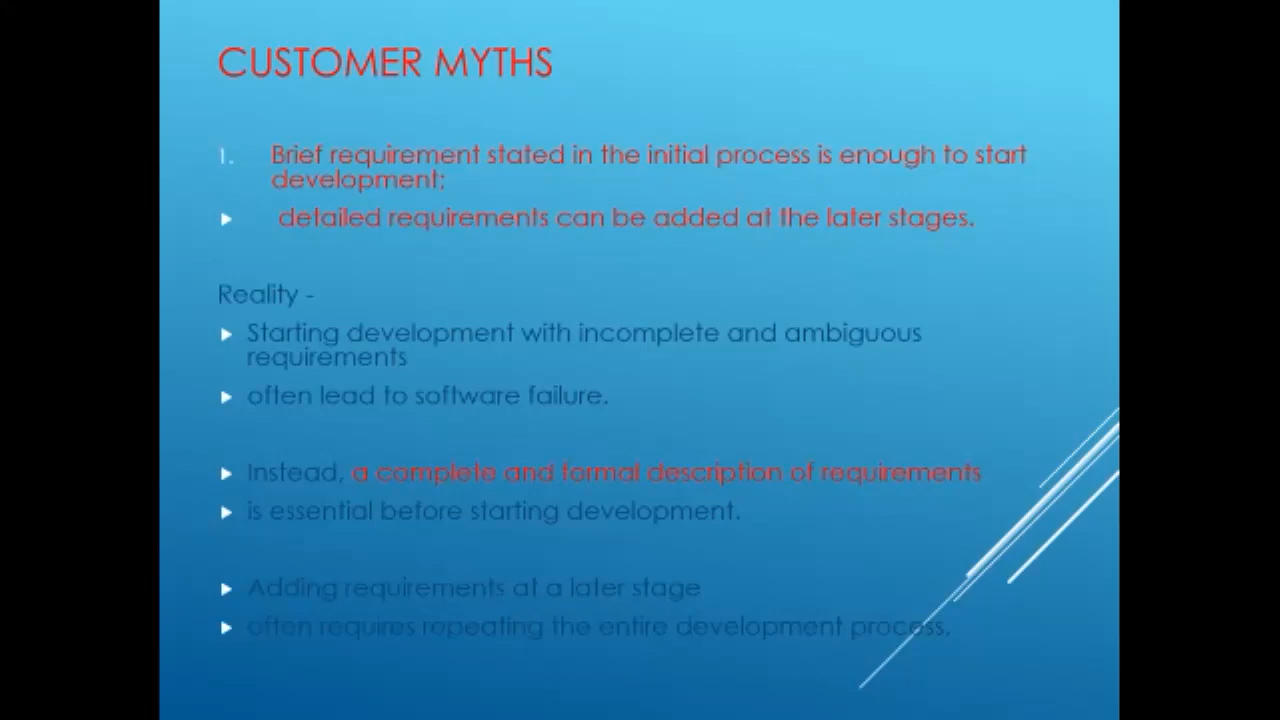 CUSTOMER MYTHS
1. Brief requirement stated in the initial process is enough to start
development;
detailed requirements can be added at the later stages.
Reality -
Starting development with incomplete and ambiguous
requirements
often lead to software failure.
Instead, a complete and formal description of requirements
is essential before starting development.
Adding requirements at a later stage
often requires repeating the entire development process.